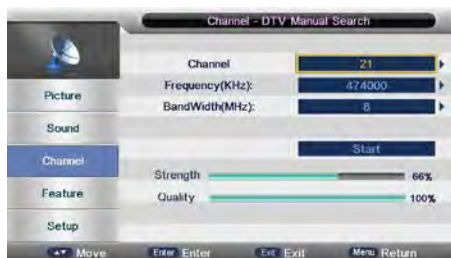 Channel - DTV Manual Search
Channel 21
Frequency(KHz): 474000
BandWidth(MHz): 8
Start
Strength 66%
Quality 100%
Picture
Sound
Channel
Feature
Setup
Move Enter Enter Exit Exit Menu Return